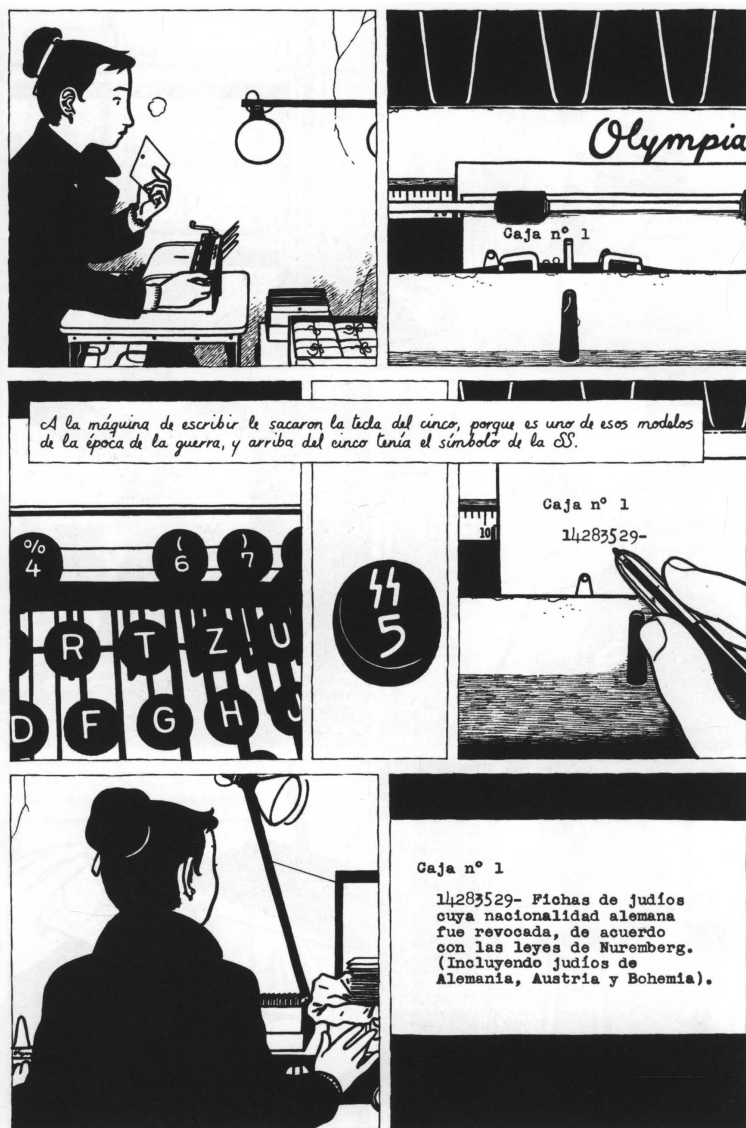 Olympia
10
Caja nº 1
A la máquina de escribir le sacaron la tecla del cinco, porque es uno de esos modelos
de la época de la guerra, y arriba del cinco tenía el símbolo de la SS.
%
4
(
6
)
7
R T Z U
D F G H J
SS
5
10
Caja nº 1
14283529-
Caja nº 1
14283529- Fichas de judíos
cuya nacionalidad alemana
fue revocada, de acuerdo
con las leyes de Nuremberg.
(Incluyendo judíos de
Alemania, Austria y Bohemia).